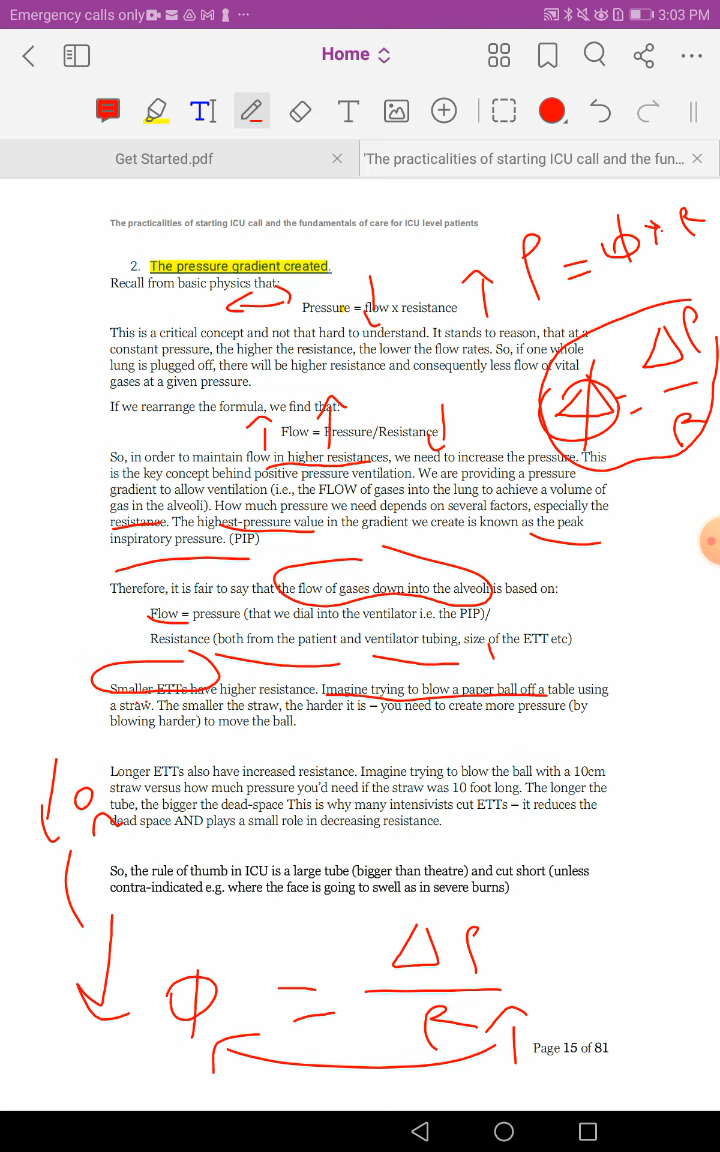 Emergency calls only ... 3:03 PM
Home
Get Started.pdf × 'The practicalities of starting ICU call and the fun... ×
The practicalities of starting ICU call and the fundamentals of care for ICU level patients
2. The pressure gradient created.
Recall from basic physics that:
Pressure = flow x resistance
P = ϕ × R
This is a critical concept and not that hard to understand. It stands to reason, that at a
constant pressure, the higher the resistance, the lower the flow rates. So, if one whole
lung is plugged off, there will be higher resistance and consequently less flow of vital
gases at a given pressure.
ϕ = ΔP
R
If we rearrange the formula, we find that:
Flow = Pressure/Resistance
So, in order to maintain flow in higher resistances, we need to increase the pressure. This
is the key concept behind positive pressure ventilation. We are providing a pressure
gradient to allow ventilation (i.e., the FLOW of gases into the lung to achieve a volume of
gas in the alveoli). How much pressure we need depends on several factors, especially the
resistance. The highest-pressure value in the gradient we create is known as the peak
inspiratory pressure. (PIP)
Therefore, it is fair to say that the flow of gases down into the alveoli is based on:
Flow = pressure (that we dial into the ventilator i.e. the PIP)/
Resistance (both from the patient and ventilator tubing, size of the ETT etc)
Smaller ETTs have higher resistance. Imagine trying to blow a paper ball off a table using
a straw. The smaller the straw, the harder it is – you need to create more pressure (by
blowing harder) to move the ball.
Longer ETTs also have increased resistance. Imagine trying to blow the ball with a 10cm
straw versus how much pressure you'd need if the straw was 10 foot long. The longer the
tube, the bigger the dead-space This is why many intensivists cut ETTs – it reduces the
dead space AND plays a small role in decreasing resistance.
So, the rule of thumb in ICU is a large tube (bigger than theatre) and cut short (unless
contra-indicated e.g. where the face is going to swell as in severe burns)
ϕ = ΔP
R
Page 15 of 81